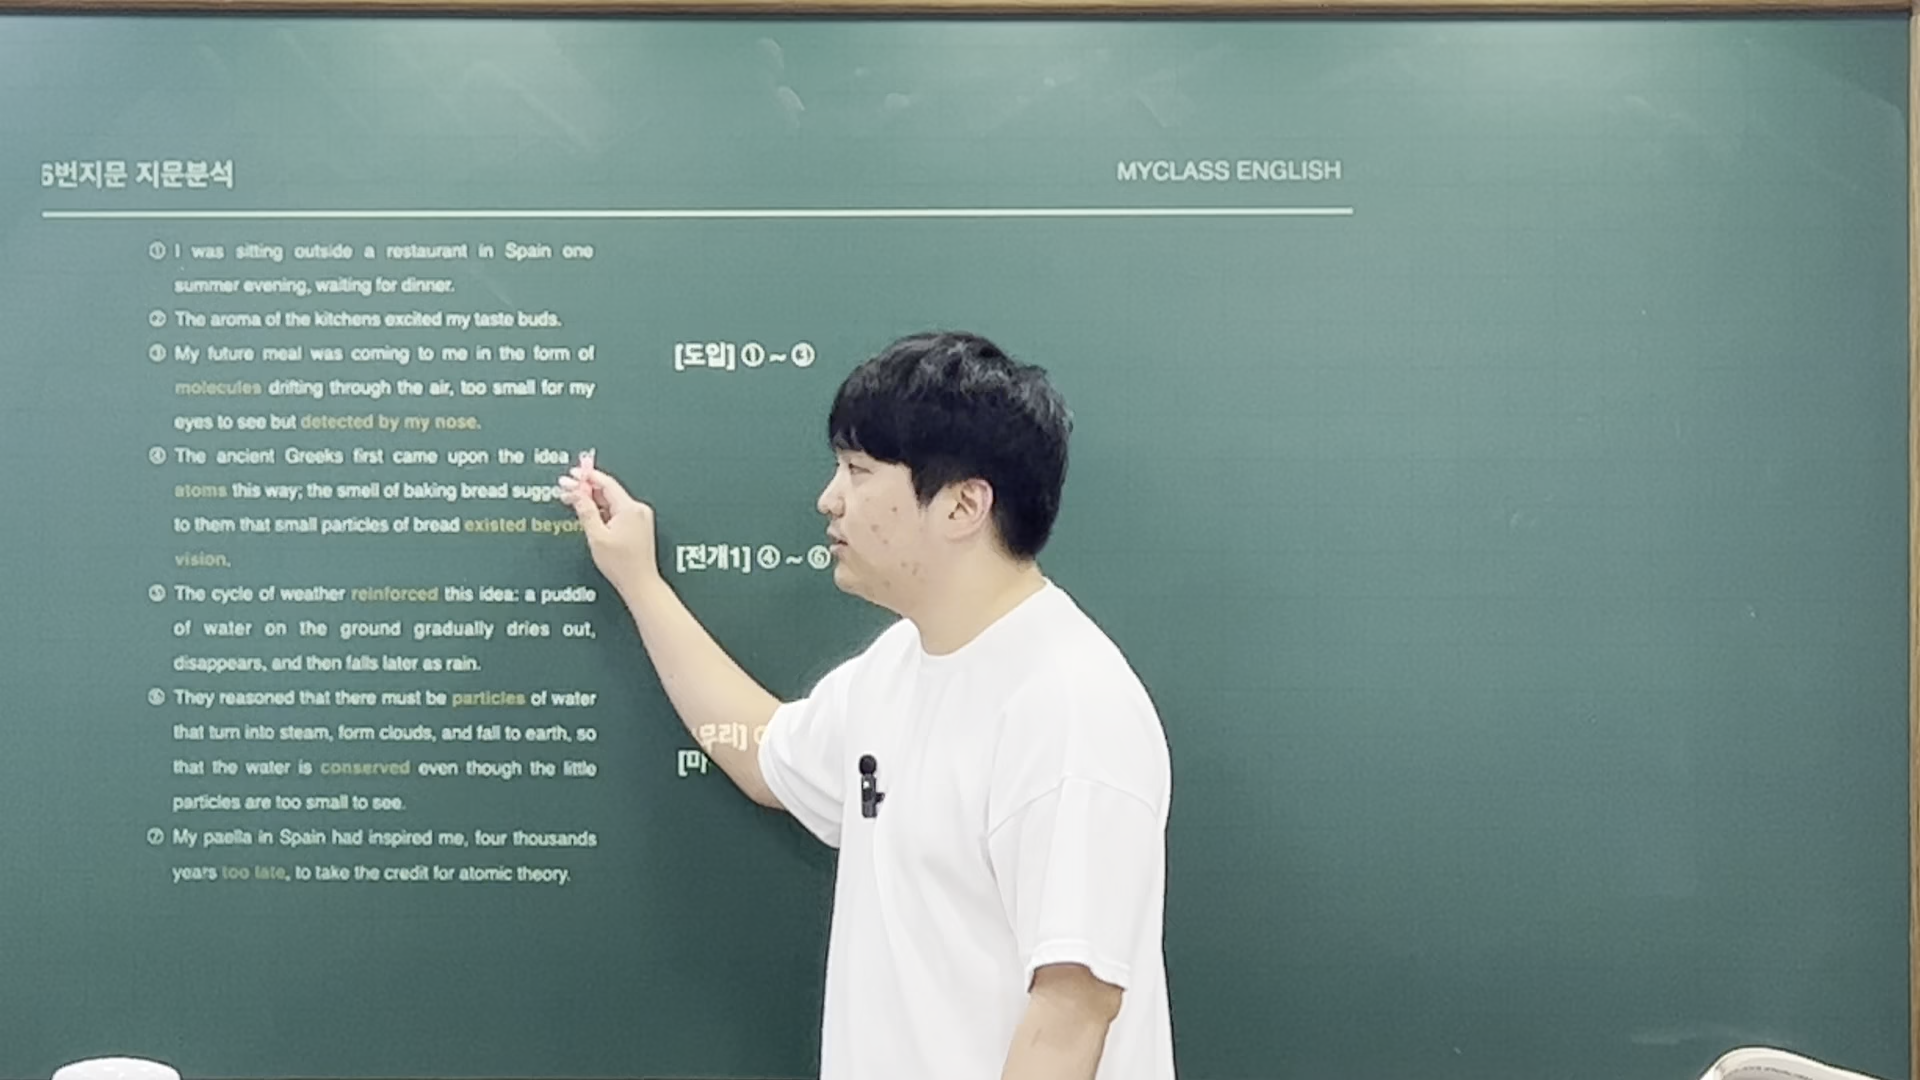 6번지문 지문분석
MYCLASS ENGLISH
① I was sitting outside a restaurant in Spain one
summer evening, waiting for dinner.
② The aroma of the kitchens excited my taste buds.
③ My future meal was coming to me in the form of
molecules drifting through the air, too small for my
eyes to see but detected by my nose.
④ The ancient Greeks first came upon the idea of
atoms this way; the smell of baking bread
to them that small particles of bread existed
vision.
⑤ The cycle of weather reinforced this idea: a puddle
of water on the ground gradually dries out,
disappears, and then falls later as rain.
⑥ They reasoned that there must be particles of water
that turn into steam, form clouds, and fall to earth, so
that the water is conserved even though the little
particles are too small to see.
⑦ My paella in Spain had inspired me, four thousands
years too late, to take the credit for atomic theory.
[도입] ① ~ ③
[전개1] ④ ~ ⑥